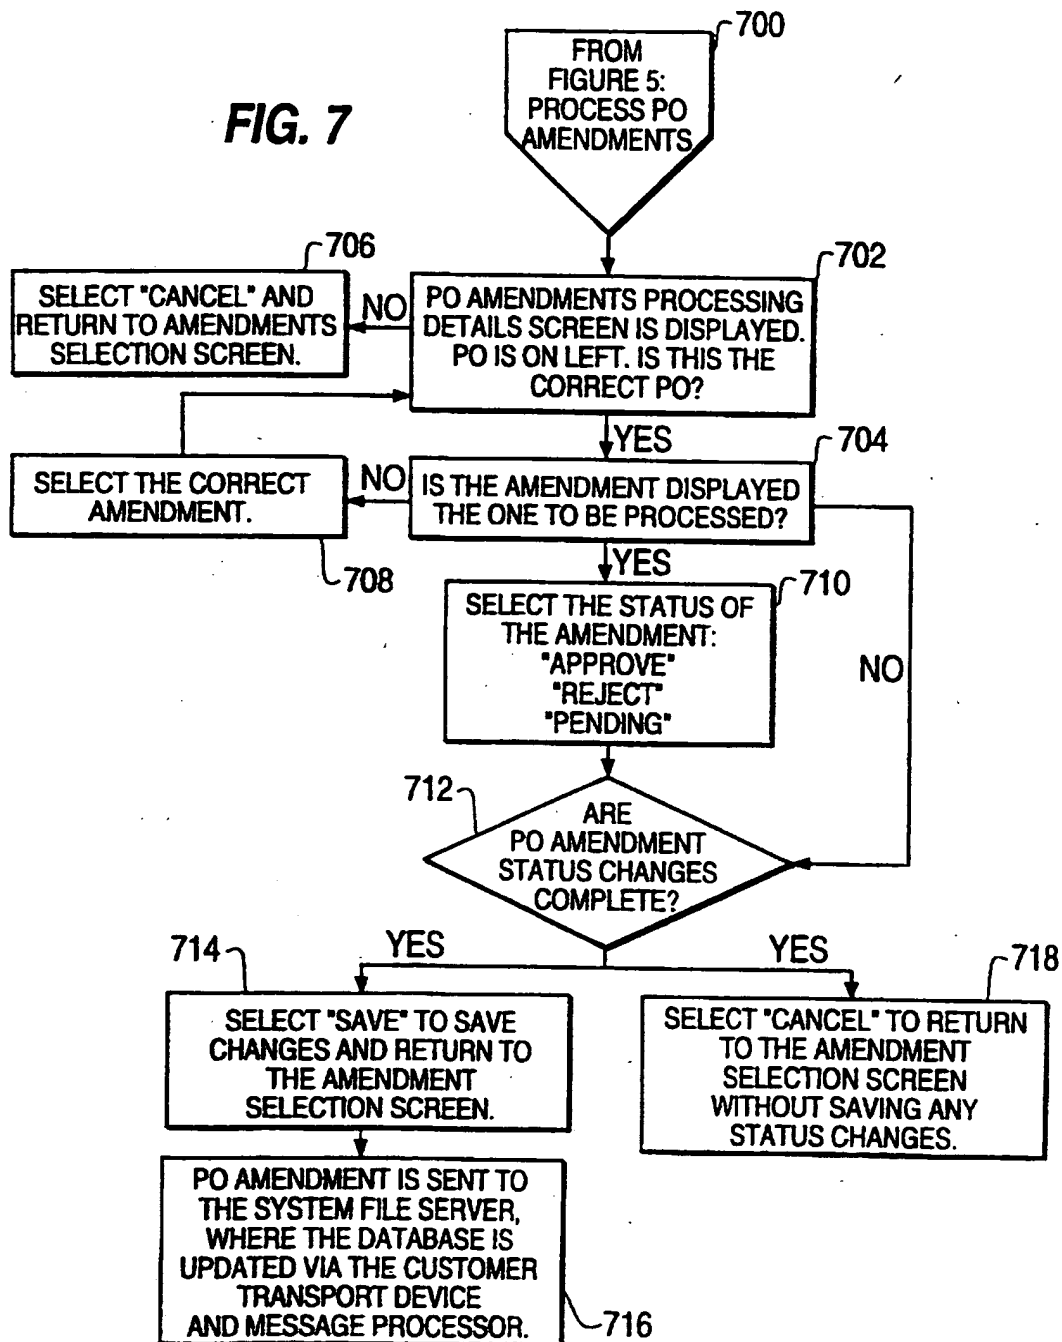 FIG. 7
700
FROM
FIGURE 5:
PROCESS PO
AMENDMENTS
706
SELECT "CANCEL" AND
RETURN TO AMENDMENTS
SELECTION SCREEN.
NO
702
PO AMENDMENTS PROCESSING
DETAILS SCREEN IS DISPLAYED.
PO IS ON LEFT. IS THIS THE
CORRECT PO?
YES
704
SELECT THE CORRECT
AMENDMENT.
708
NO
IS THE AMENDMENT DISPLAYED
THE ONE TO BE PROCESSED?
YES
710
SELECT THE STATUS OF
THE AMENDMENT:
"APPROVE"
"REJECT"
"PENDING"
NO
712
ARE
PO AMENDMENT
STATUS CHANGES
COMPLETE?
714
YES
YES
718
SELECT "SAVE" TO SAVE
CHANGES AND RETURN TO
THE AMENDMENT
SELECTION SCREEN.
SELECT "CANCEL" TO RETURN
TO THE AMENDMENT
SELECTION SCREEN
WITHOUT SAVING ANY
STATUS CHANGES.
PO AMENDMENT IS SENT TO
THE SYSTEM FILE SERVER,
WHERE THE DATABASE IS
UPDATED VIA THE CUSTOMER
TRANSPORT DEVICE
AND MESSAGE PROCESSOR.
716